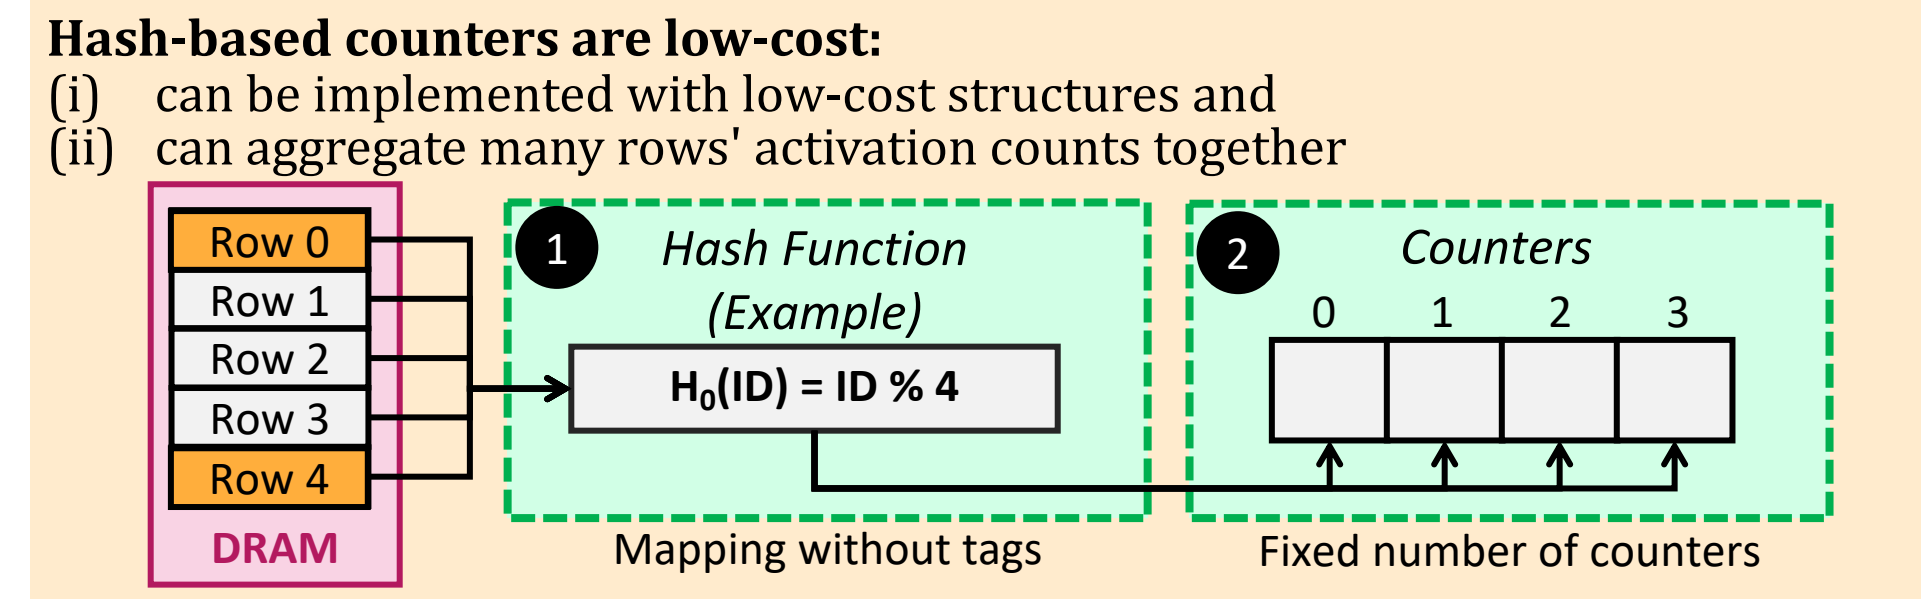 Hash-based counters are low-cost:
(i) can be implemented with low-cost structures and
(ii) can aggregate many rows' activation counts together
Row 0
Row 1
Row 2
Row 3
Row 4
DRAM
1
Hash Function
(Example)
H₀(ID) = ID % 4
Mapping without tags
2
Counters
0 1 2 3
Fixed number of counters